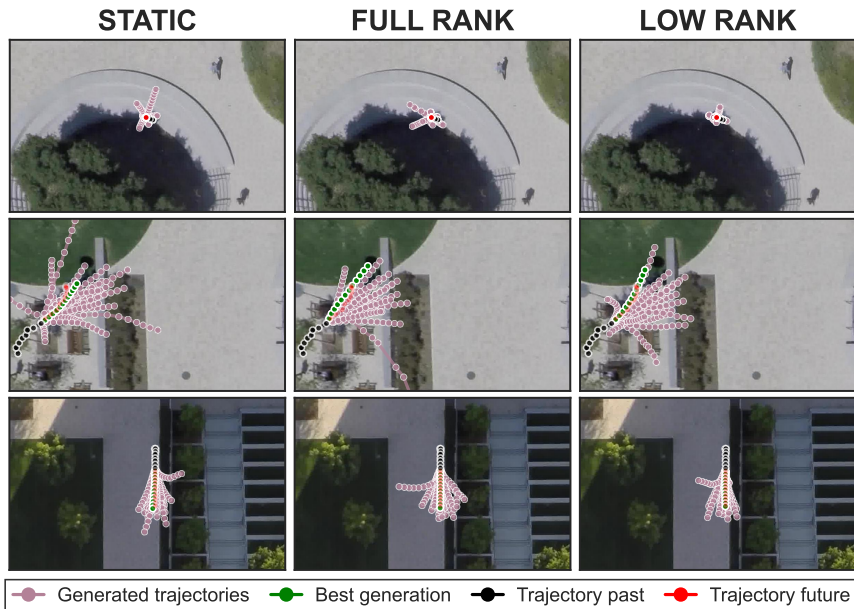 STATIC FULL RANK LOW RANK
Generated trajectories Best generation Trajectory past Trajectory future